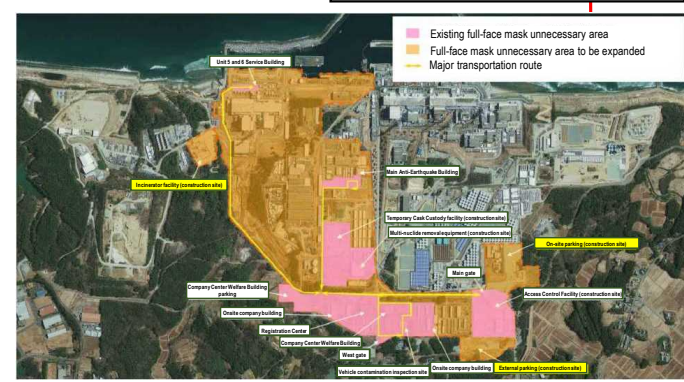 Existing full-face mask unnecessary area
Full-face mask unnecessary area to be expanded
Major transportation route
Unit 5 and 6 Service Building
Main Anti-Earthquake Building
Incinerator facility (construction site)
Temporary Cask Custody facility (construction site)
Multi-nuclide removal equipment (construction site)
On-site parking (construction site)
Main gate
Company Center Welfare Building
parking
Access Control Facility (construction site)
Onsite company building
Registration Center
Company Center Welfare Building
West gate
Onsite company building
External parking (construction site)
Vehicle contamination inspection site